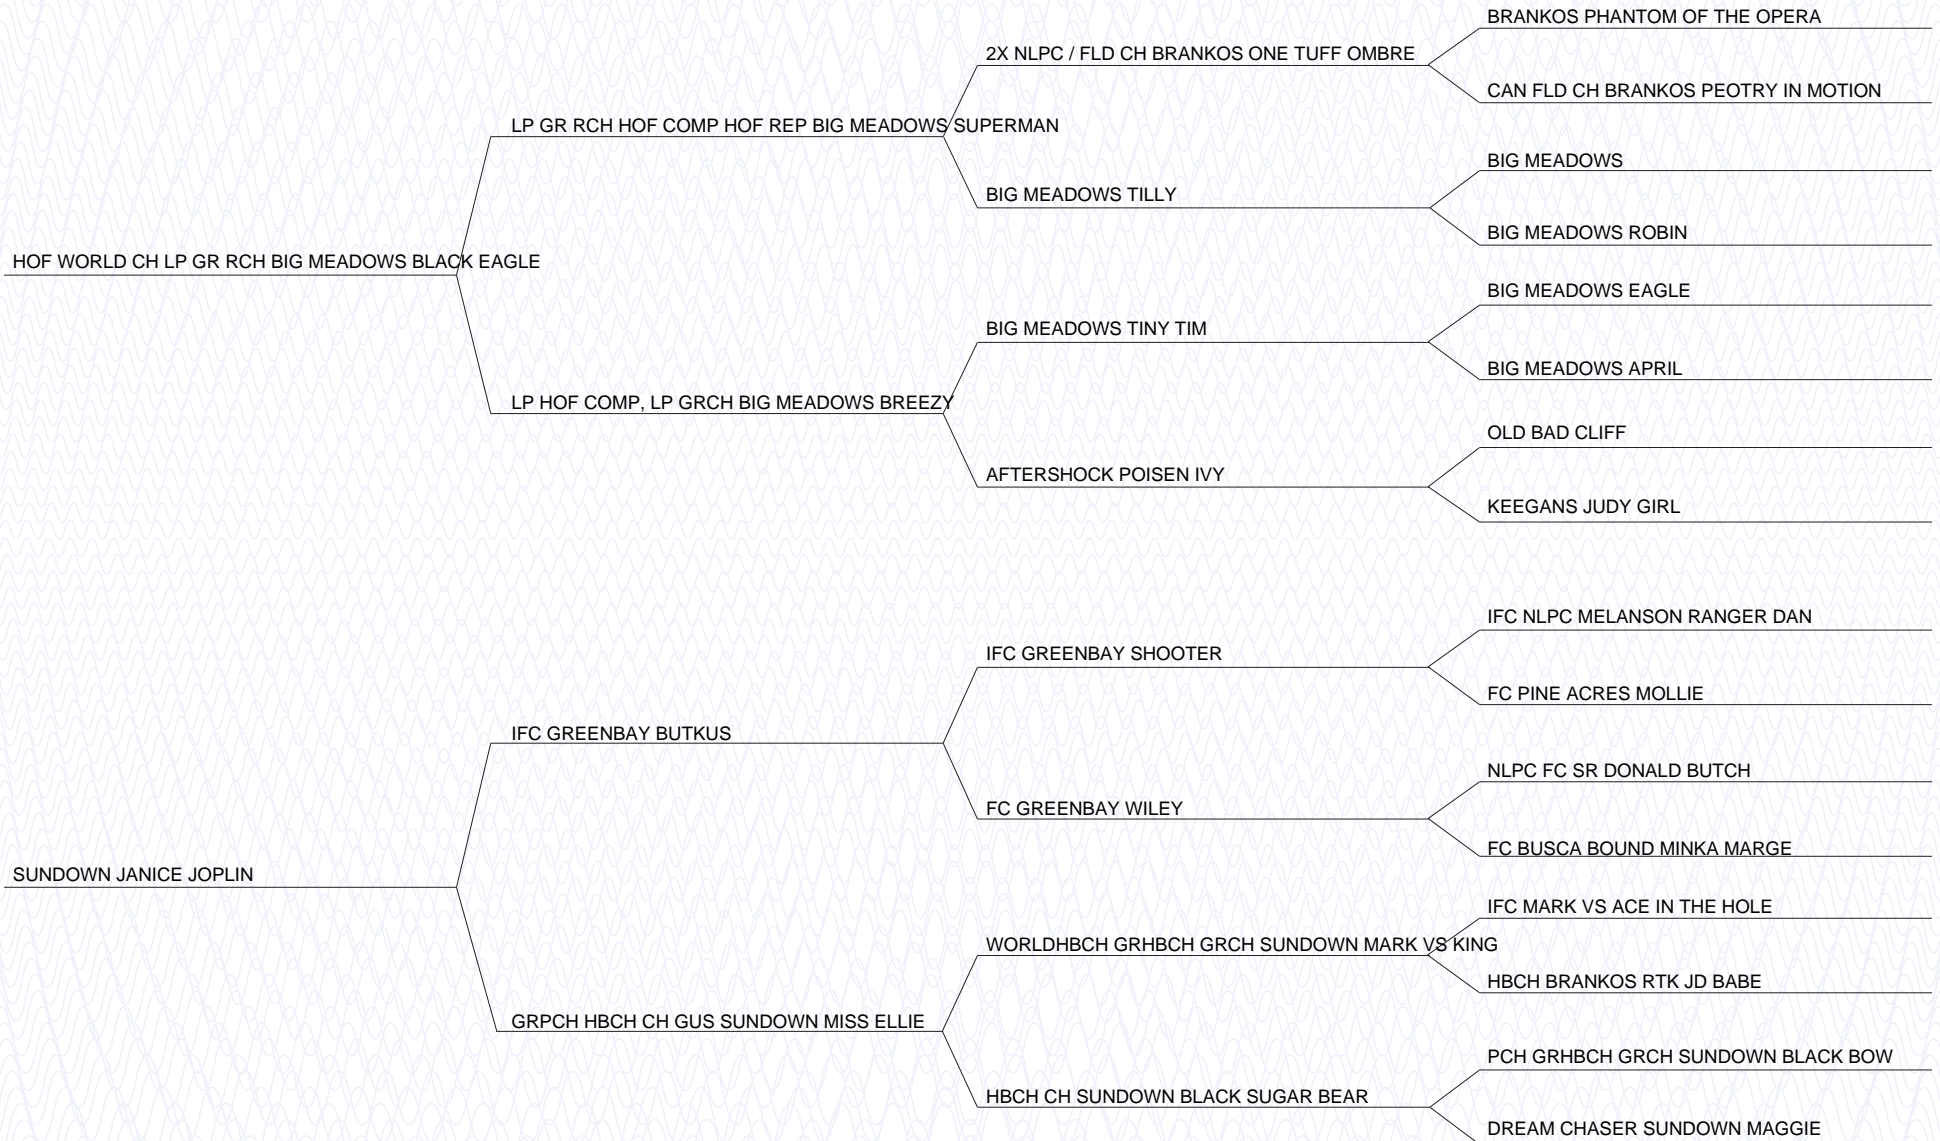 BRANKOS PHANTOM OF THE OPERA
2X NLPC / FLD CH BRANKOS ONE TUFF OMBRE
CAN FLD CH BRANKOS PEOTRY IN MOTION
LP GR RCH HOF COMP HOF REP BIG MEADOWS SUPERMAN
BIG MEADOWS
BIG MEADOWS TILLY
BIG MEADOWS ROBIN
HOF WORLD CH LP GR RCH BIG MEADOWS BLACK EAGLE
BIG MEADOWS EAGLE
BIG MEADOWS TINY TIM
BIG MEADOWS APRIL
LP HOF COMP, LP GRCH BIG MEADOWS BREEZY
OLD BAD CLIFF
AFTERSHOCK POISEN IVY
KEEGANS JUDY GIRL
IFC NLPC MELANSON RANGER DAN
IFC GREENBAY SHOOTER
FC PINE ACRES MOLLIE
IFC GREENBAY BUTKUS
NLPC FC SR DONALD BUTCH
FC GREENBAY WILEY
FC BUSCA BOUND MINKA MARGE
SUNDOWN JANICE JOPLIN
IFC MARK VS ACE IN THE HOLE
WORLDHBCH GRHBCH GRCH SUNDOWN MARK VS KING
HBCH BRANKOS RTK JD BABE
GRPCH HBCH CH GUS SUNDOWN MISS ELLIE
PCH GRHBCH GRCH SUNDOWN BLACK BOW
HBCH CH SUNDOWN BLACK SUGAR BEAR
DREAM CHASER SUNDOWN MAGGIE